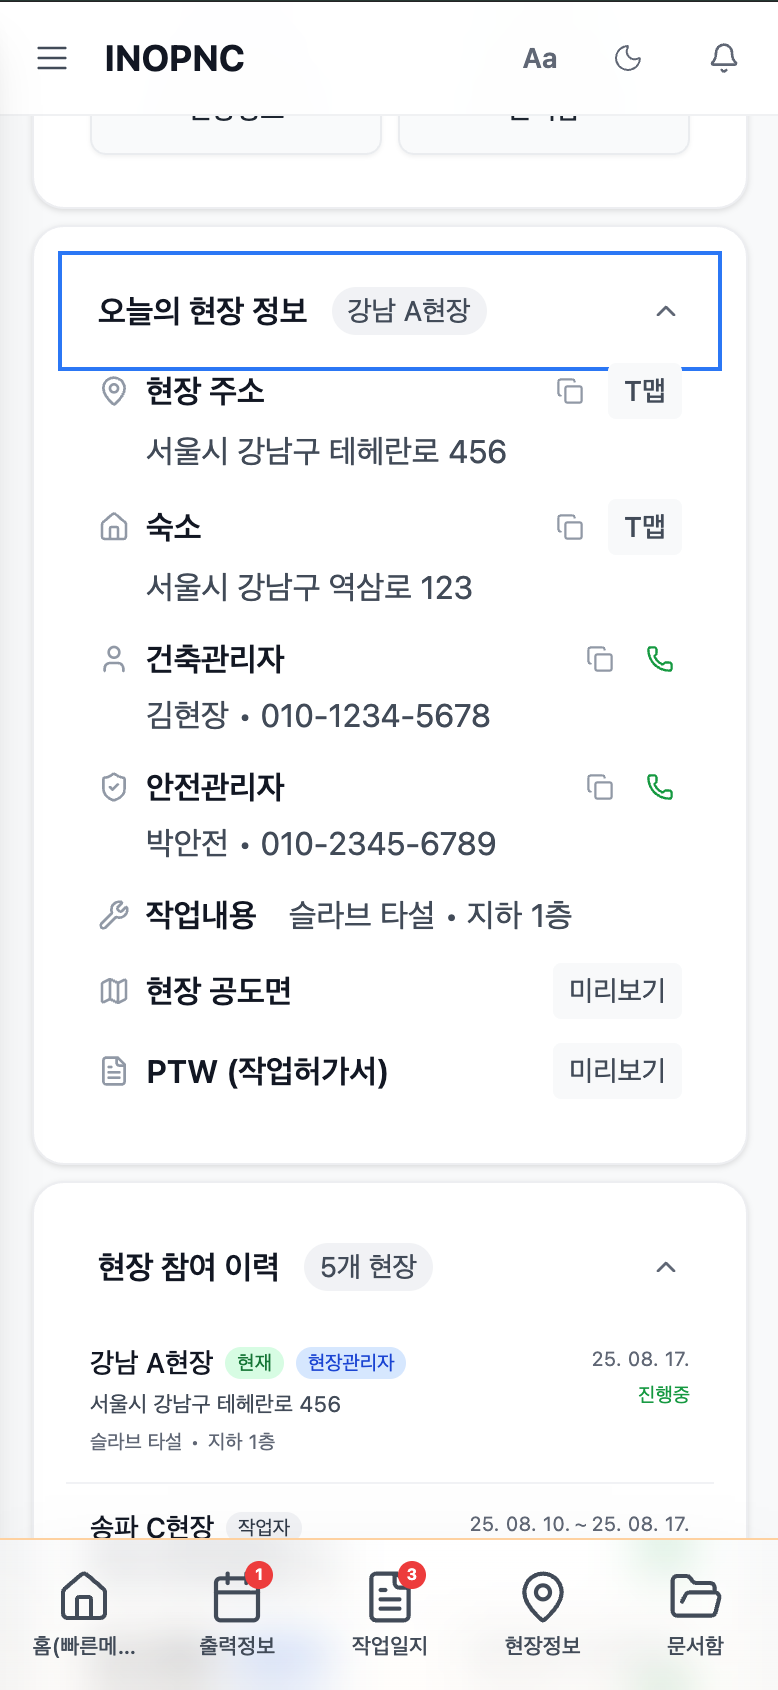 INOPNC Aa
오늘의 현장 정보 강남 A현장
현장 주소 T맵
서울시 강남구 테헤란로 456
숙소 T맵
서울시 강남구 역삼로 123
건축관리자
김현장 • 010-1234-5678
안전관리자
박안전 • 010-2345-6789
작업내용 슬라브 타설 • 지하 1층
현장 공도면 미리보기
PTW (작업허가서) 미리보기
현장 참여 이력 5개 현장
강남 A현장 현재 현장관리자 25. 08. 17.
진행중
서울시 강남구 테헤란로 456
슬라브 타설 • 지하 1층
송파 C현장 작업자 25. 08. 10. ~ 25. 08. 17.
1 3
홈(빠른메... 출력정보 작업일지 현장정보 문서함